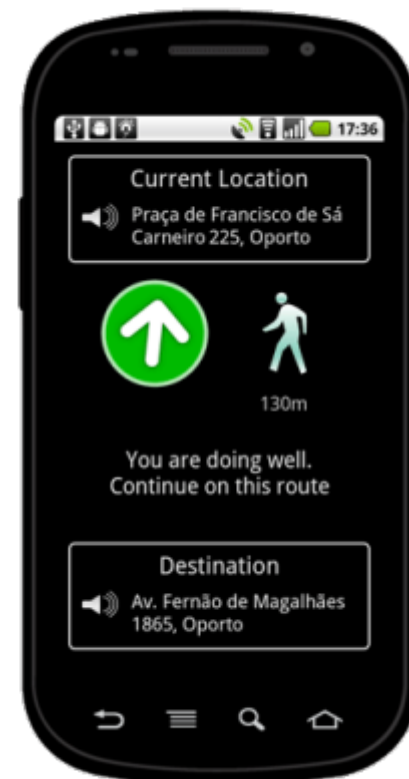 17:36
Current Location
Praça de Francisco de Sá
Carneiro 225, Oporto
130m
You are doing well.
Continue on this route
Destination
Av. Fernão de Magalhães
1865, Oporto